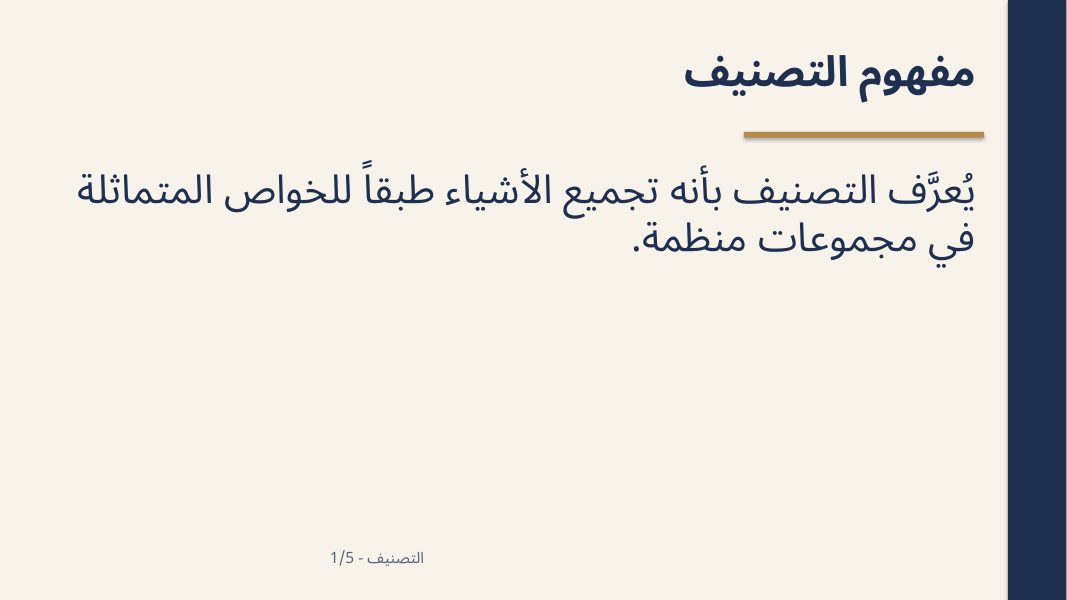 مفهوم التصنيف
يُعرَّف التصنيف بأنه تجميع الأشياء طبقاً للخواص المتماثلة
في مجموعات منظمة.
التصنيف - 1/5